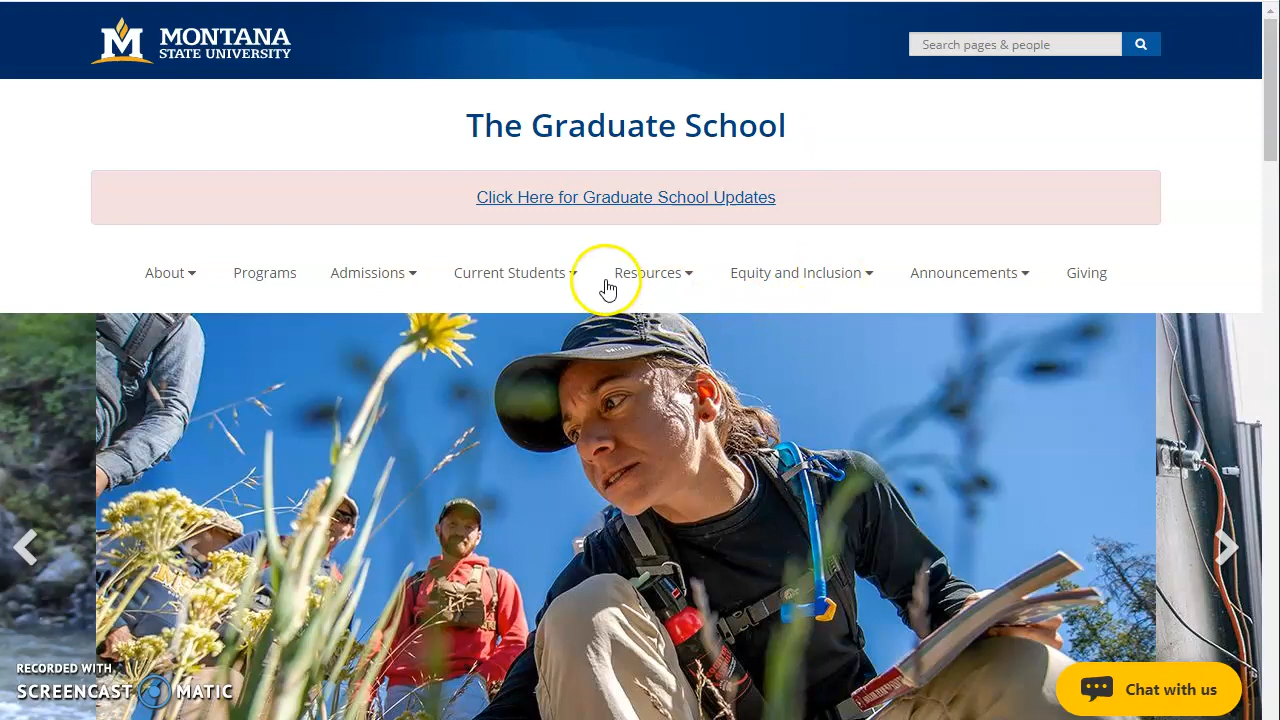 MONTANA
STATE UNIVERSITY
Search pages & people
The Graduate School
Click Here for Graduate School Updates
About Programs Admissions Current Students Resources Equity and Inclusion Announcements Giving
RECORDED WITH
SCREENCAST MATIC
Chat with us